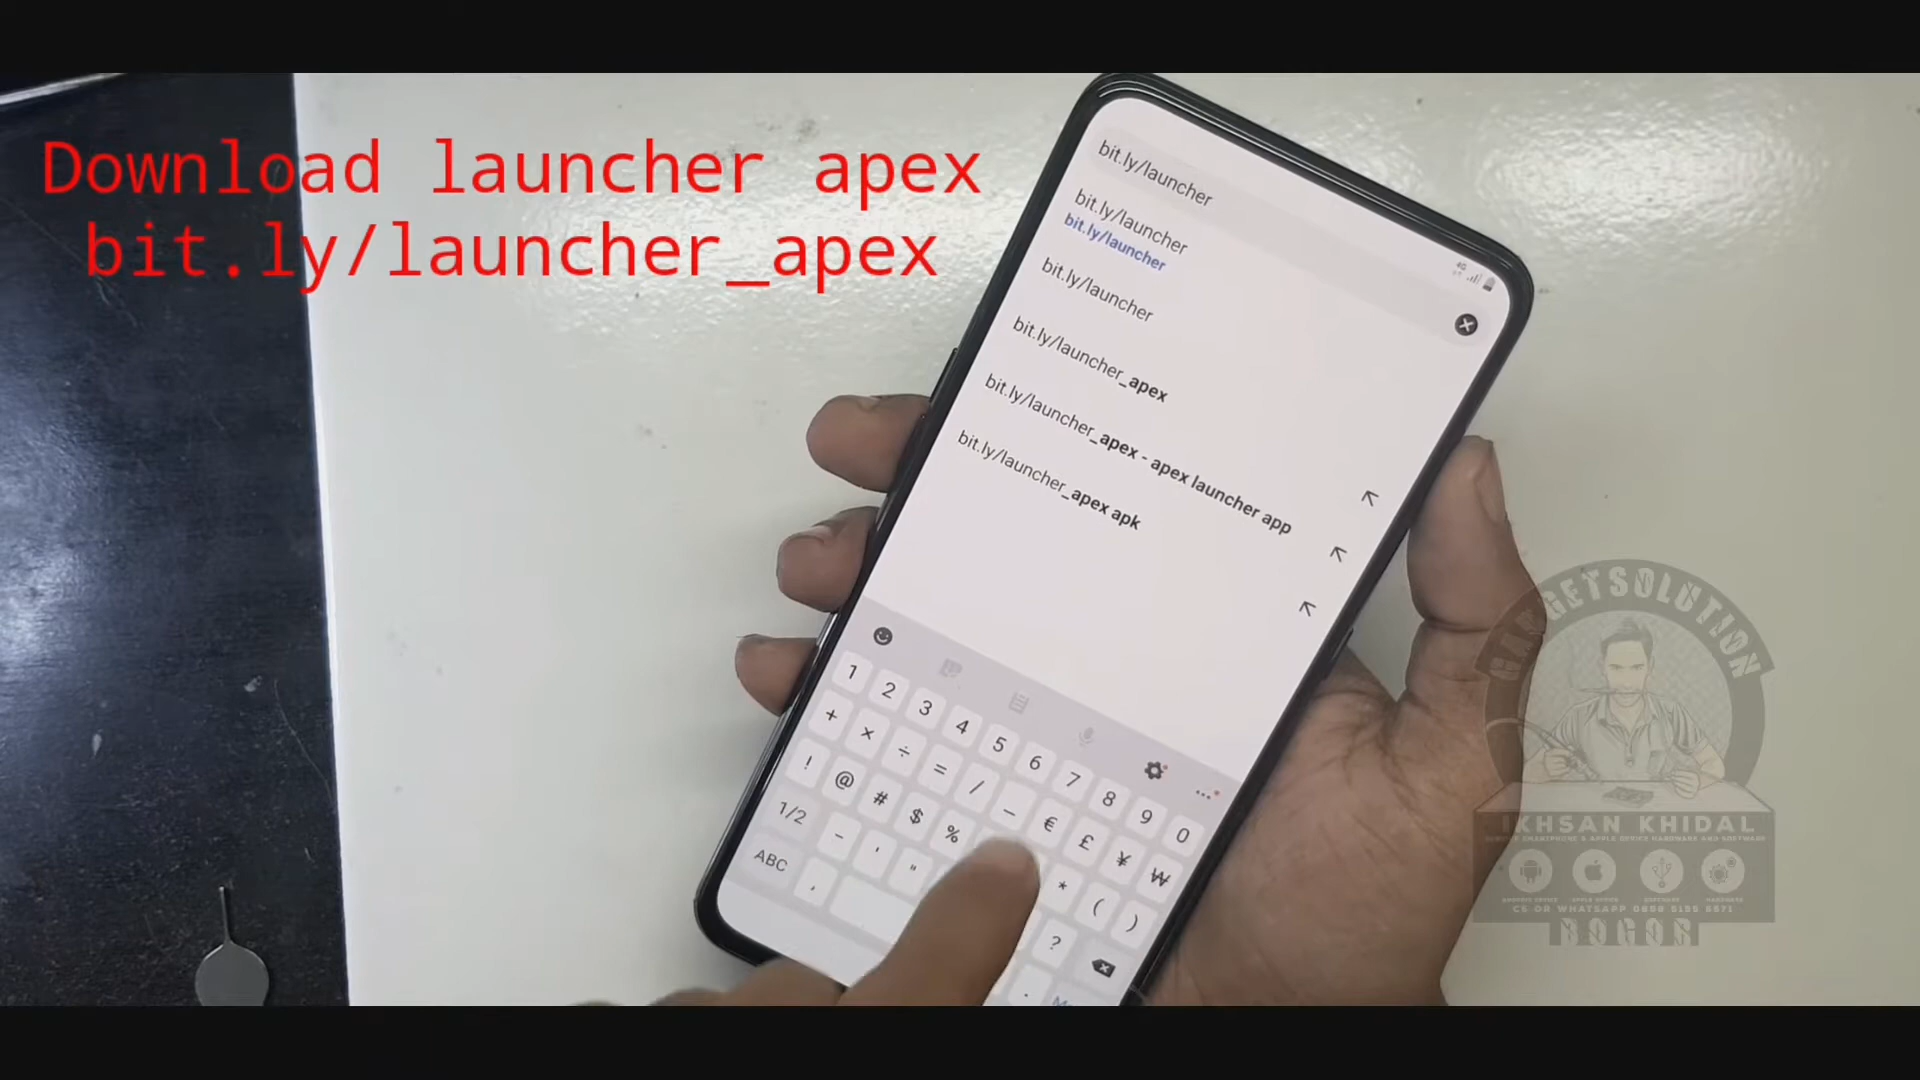 Download launcher apex
bit.ly/launcher_apex
bit.ly/launcher
bit.ly/launcher
bit.ly/launcher
bit.ly/launcher
bit.ly/launcher_apex
bit.ly/launcher_apex - apex launcher app
bit.ly/launcher_apex apk
4G
1 2 3 4 5 6 7 8 9 0
+ × ÷ = / _ € £ ¥ ₩
! @ # $ % * ( )
1/2 - ' " ?
ABC , .
GADGETSOLUTION
IKHSAN KHIDAL
BOGOR